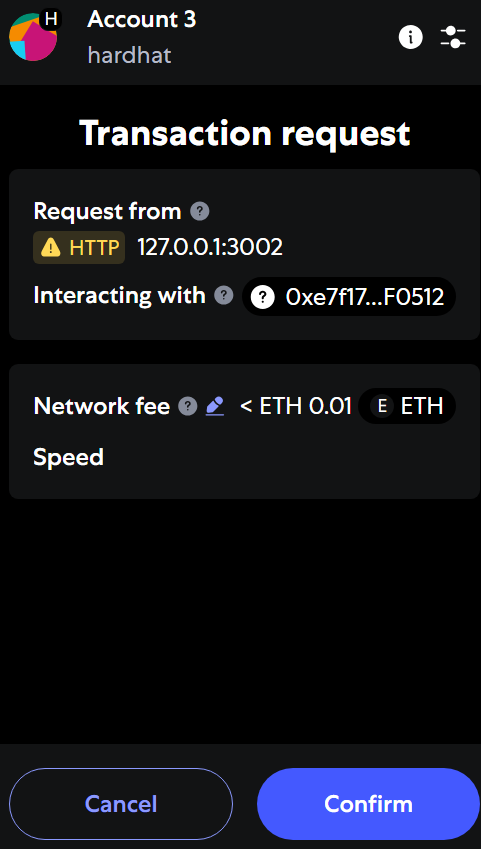 H
Account 3
hardhat
Transaction request
Request from ?
HTTP 127.0.0.1:3002
Interacting with ? ? 0xe7f17...F0512
Network fee ? < ETH 0.01 E ETH
Speed
Cancel
Confirm